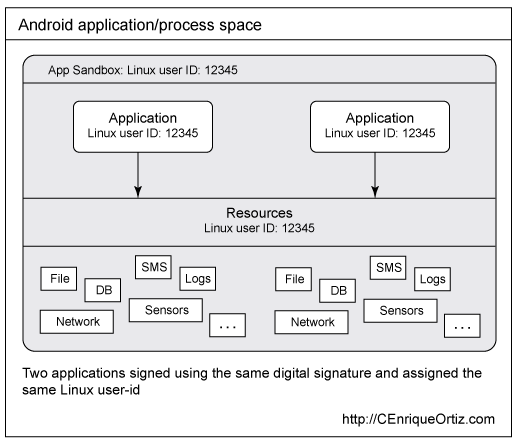 Android application/process space
App Sandbox: Linux user ID: 12345
Application
Linux user ID: 12345
Application
Linux user ID: 12345
Resources
Linux user ID: 12345
File
DB
SMS
Logs
Network
Sensors
...
File
DB
SMS
Logs
Network
Sensors
...
Two applications signed using the same digital signature and assigned the
same Linux user-id
http://CEnriqueOrtiz.com